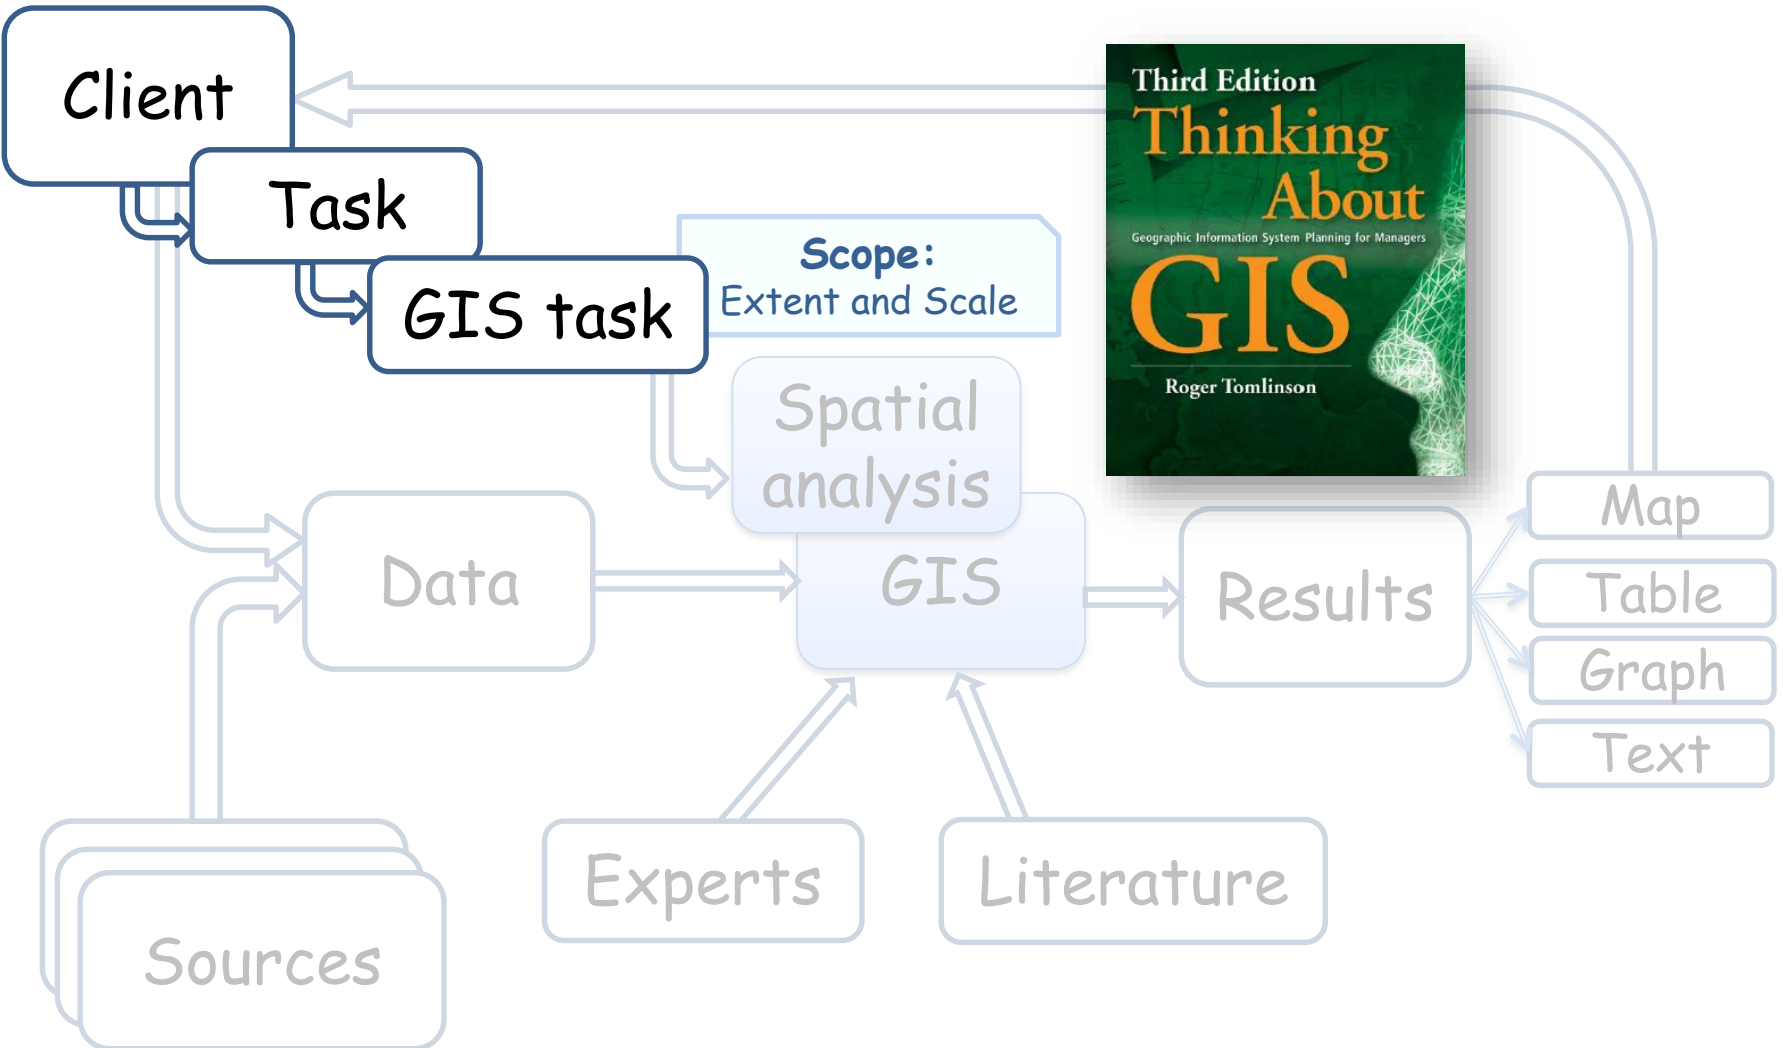 Client
Task
GIS task
Scope:
Extent and Scale
Third Edition
Thinking
About
Geographic Information System Planning for Managers
GIS
Roger Tomlinson
Spatial
analysis
GIS
Data
Results
Map
Table
Graph
Text
Experts
Literature
Sources